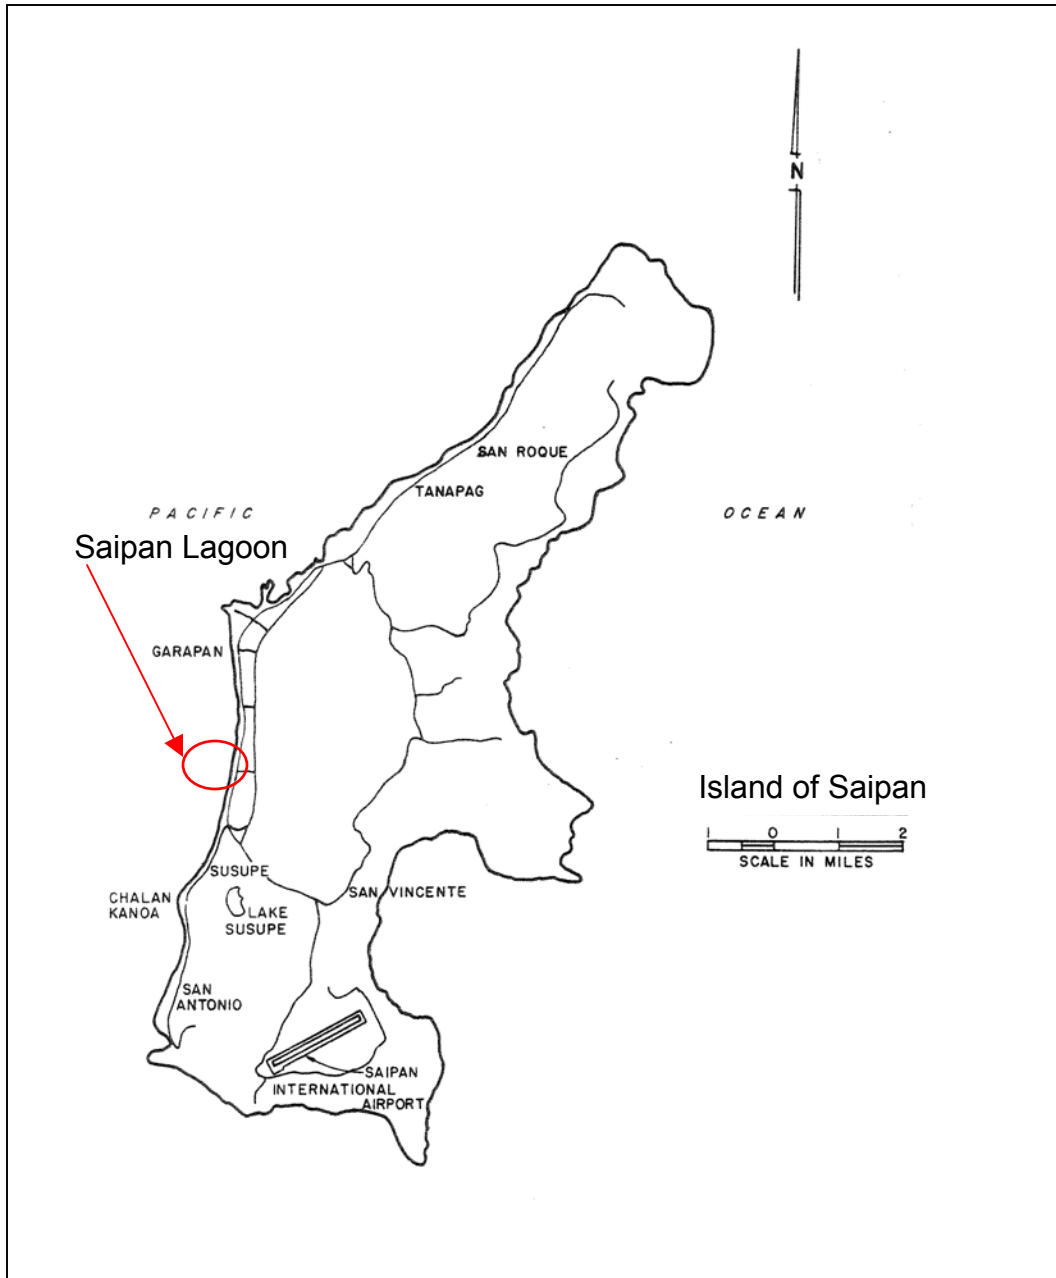 N
SAN ROQUE
TANAPAG
PACIFIC
OCEAN
Saipan Lagoon
GARAPAN
Island of Saipan
1 0 1 2
SCALE IN MILES
SUSUPE
CHALAN
KANOA
LAKE
SUSUPE
SAN VINCENTE
SAN
ANTONIO
SAIPAN
INTERNATIONAL
AIRPORT